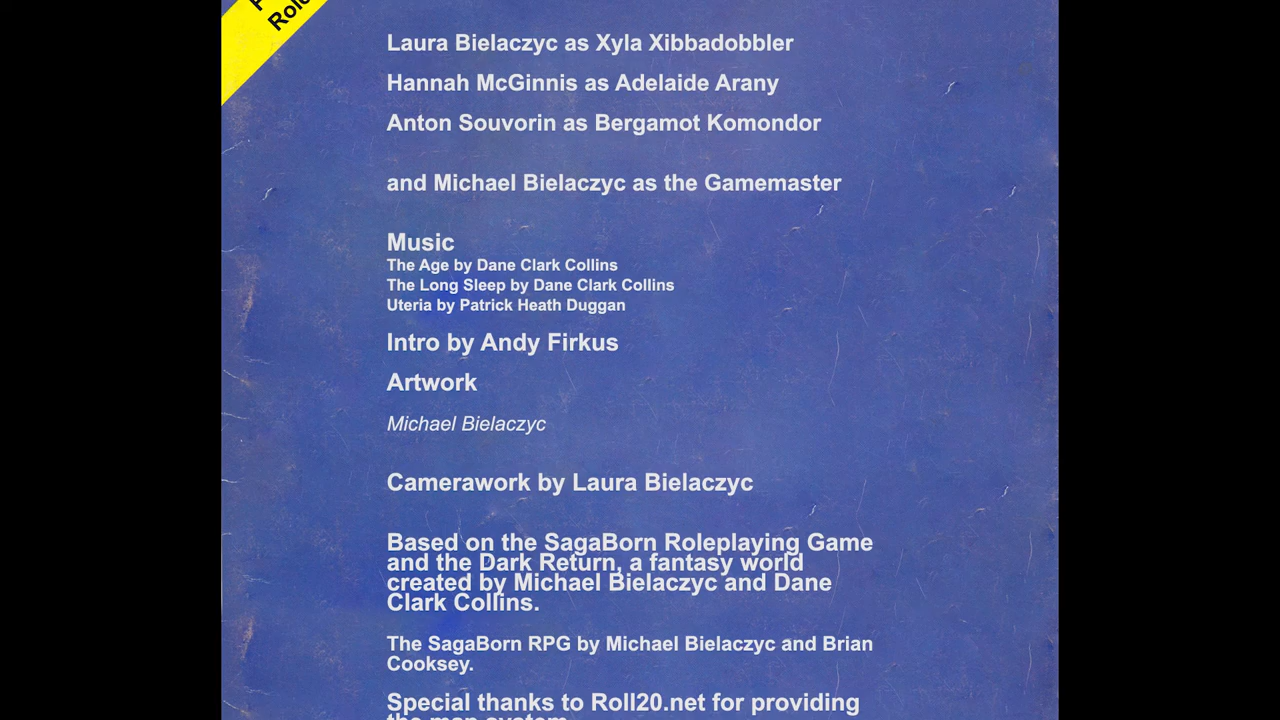 Laura Bielaczyc as Xyla Xibbadobbler
Hannah McGinnis as Adelaide Arany
Anton Souvorin as Bergamot Komondor
and Michael Bielaczyc as the Gamemaster
Music
The Age by Dane Clark Collins
The Long Sleep by Dane Clark Collins
Uteria by Patrick Heath Duggan
Intro by Andy Firkus
Artwork
Michael Bielaczyc
Camerawork by Laura Bielaczyc
Based on the SagaBorn Roleplaying Game
and the Dark Return, a fantasy world
created by Michael Bielaczyc and Dane
Clark Collins.
The SagaBorn RPG by Michael Bielaczyc and Brian
Cooksey.
Special thanks to Roll20.net for providing
the map system